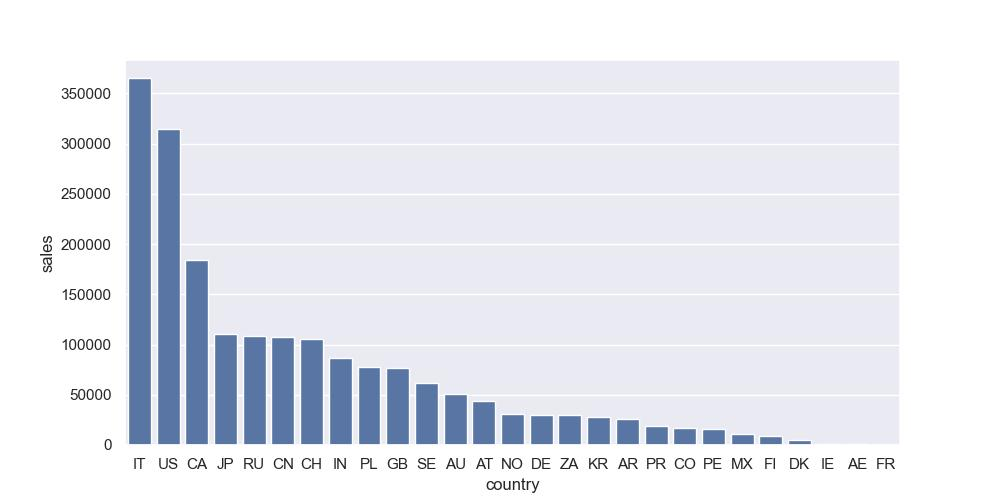 350000
300000
250000
200000
150000
100000
50000
0
sales
IT US CA JP RU CN CH IN PL GB SE AU AT NO DE ZA KR AR PR CO PE MX FI DK IE AE FR
country